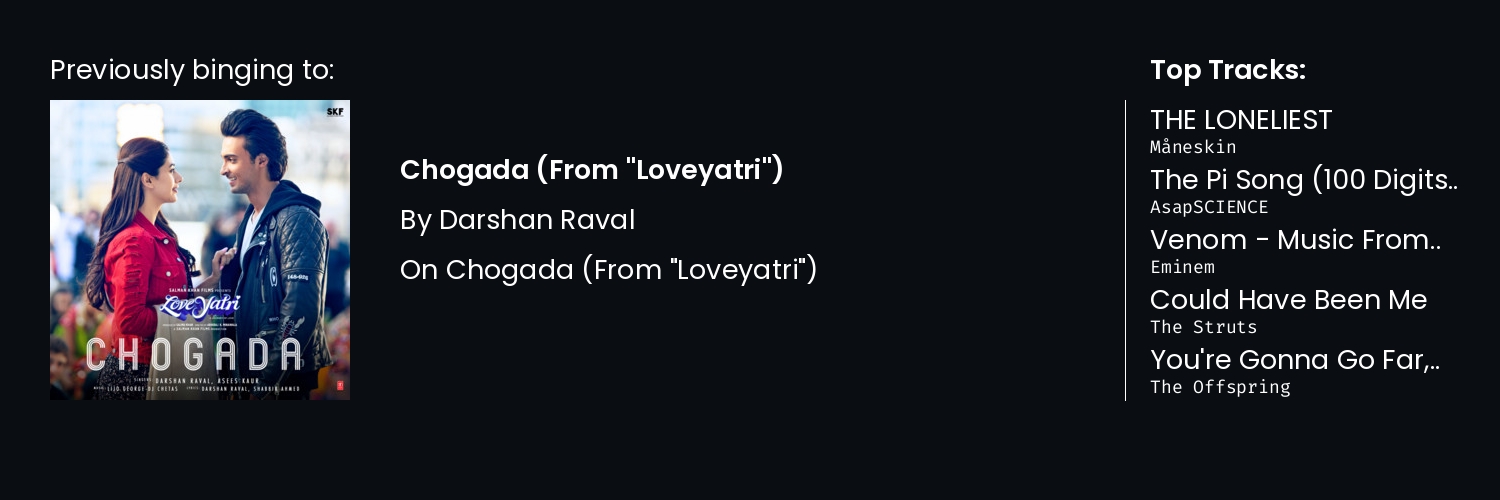 Previously binging to:
SKF
SALMAN KHAN FILMS PRESENTS
LoveYatri
CHOGADA
SINGERS DARSHAN RAVAL, ASEES KAUR
MUSIC LIJO GEORGE-DJ CHETAS LYRICS DARSHAN RAVAL, SHABBIR AHMED
Chogada (From "Loveyatri")
By Darshan Raval
On Chogada (From "Loveyatri")
Top Tracks:
THE LONELIEST
Måneskin
The Pi Song (100 Digits..
AsapSCIENCE
Venom - Music From..
Eminem
Could Have Been Me
The Struts
You're Gonna Go Far,..
The Offspring